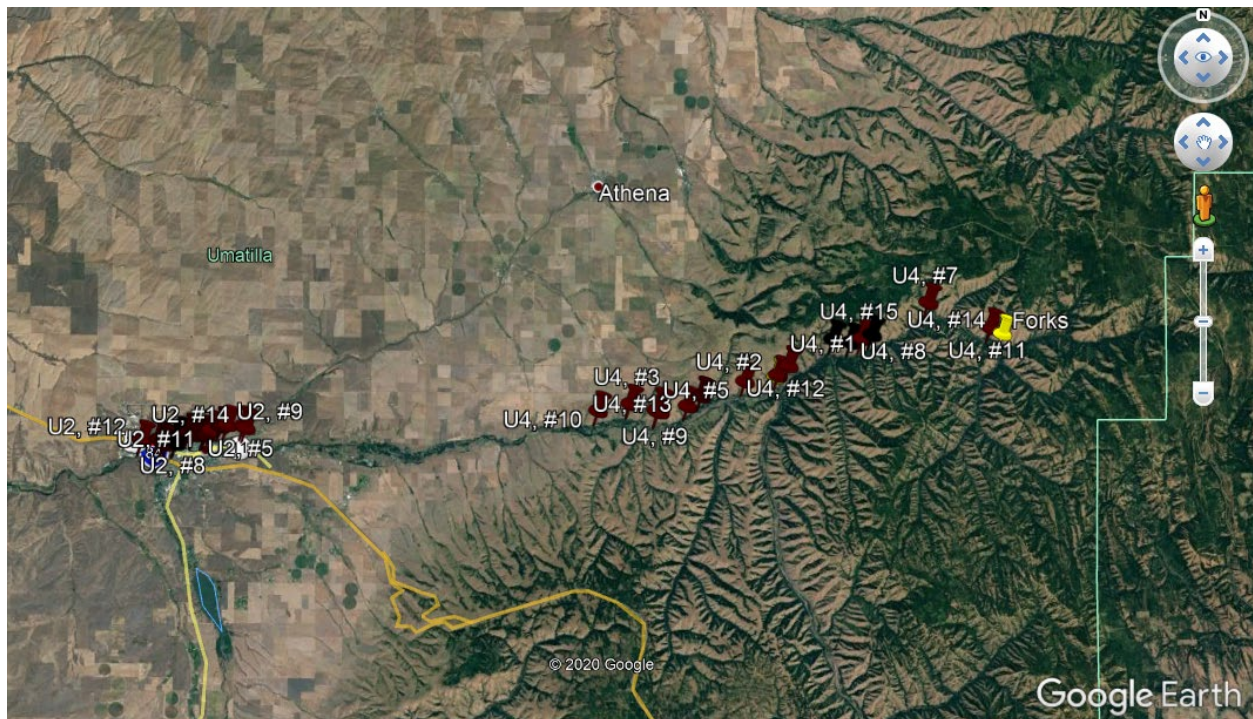 N
Athena
Umatilla
U4, #7
U4, #15
U4, #14
Forks
U4, #1
U4, #8
U4, #11
U4, #2
U4, #3
U4, #5
U4, #12
U4, #13
U4, #10
U4, #9
U2, #14
U2, #9
U2, #12
U2, #11
#5
U2, #8
© 2020 Google
Google Earth